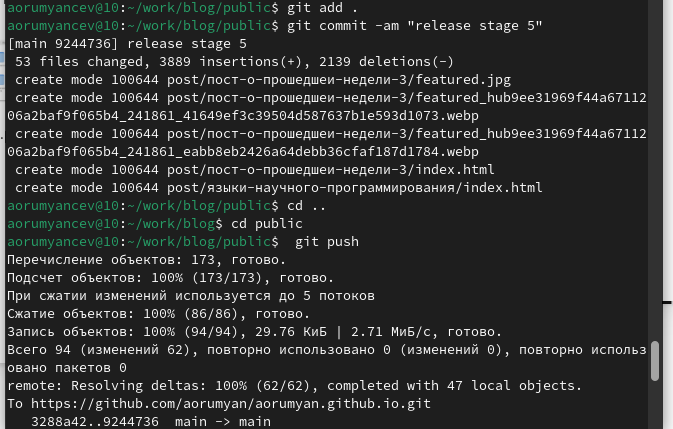 aorumyancev@10:~/work/blog/public$ git add .
aorumyancev@10:~/work/blog/public$ git commit -am "release stage 5"
[main 9244736] release stage 5
 53 files changed, 3889 insertions(+), 2139 deletions(-)
 create mode 100644 post/пост-о-прошедшеи-недели-3/featured.jpg
 create mode 100644 post/пост-о-прошедшеи-недели-3/featured_hub9ee31969f44a67112
06a2baf9f065b4_241861_41649ef3c39504d587637b1e593d1073.webp
 create mode 100644 post/пост-о-прошедшеи-недели-3/featured_hub9ee31969f44a67112
06a2baf9f065b4_241861_eabb8eb2426a64debb36cfaf187d1784.webp
 create mode 100644 post/пост-о-прошедшеи-недели-3/index.html
 create mode 100644 post/языки-научного-программирования/index.html
aorumyancev@10:~/work/blog/public$ cd ..
aorumyancev@10:~/work/blog$ cd public
aorumyancev@10:~/work/blog/public$  git push
Перечисление объектов: 173, готово.
Подсчет объектов: 100% (173/173), готово.
При сжатии изменений используется до 5 потоков
Сжатие объектов: 100% (86/86), готово.
Запись объектов: 100% (94/94), 29.76 КиБ | 2.71 МиБ/с, готово.
Всего 94 (изменений 62), повторно использовано 0 (изменений 0), повторно использ
овано пакетов 0
remote: Resolving deltas: 100% (62/62), completed with 47 local objects.
To https://github.com/aorumyan/aorumyan.github.io.git
   3288a42..9244736  main -> main